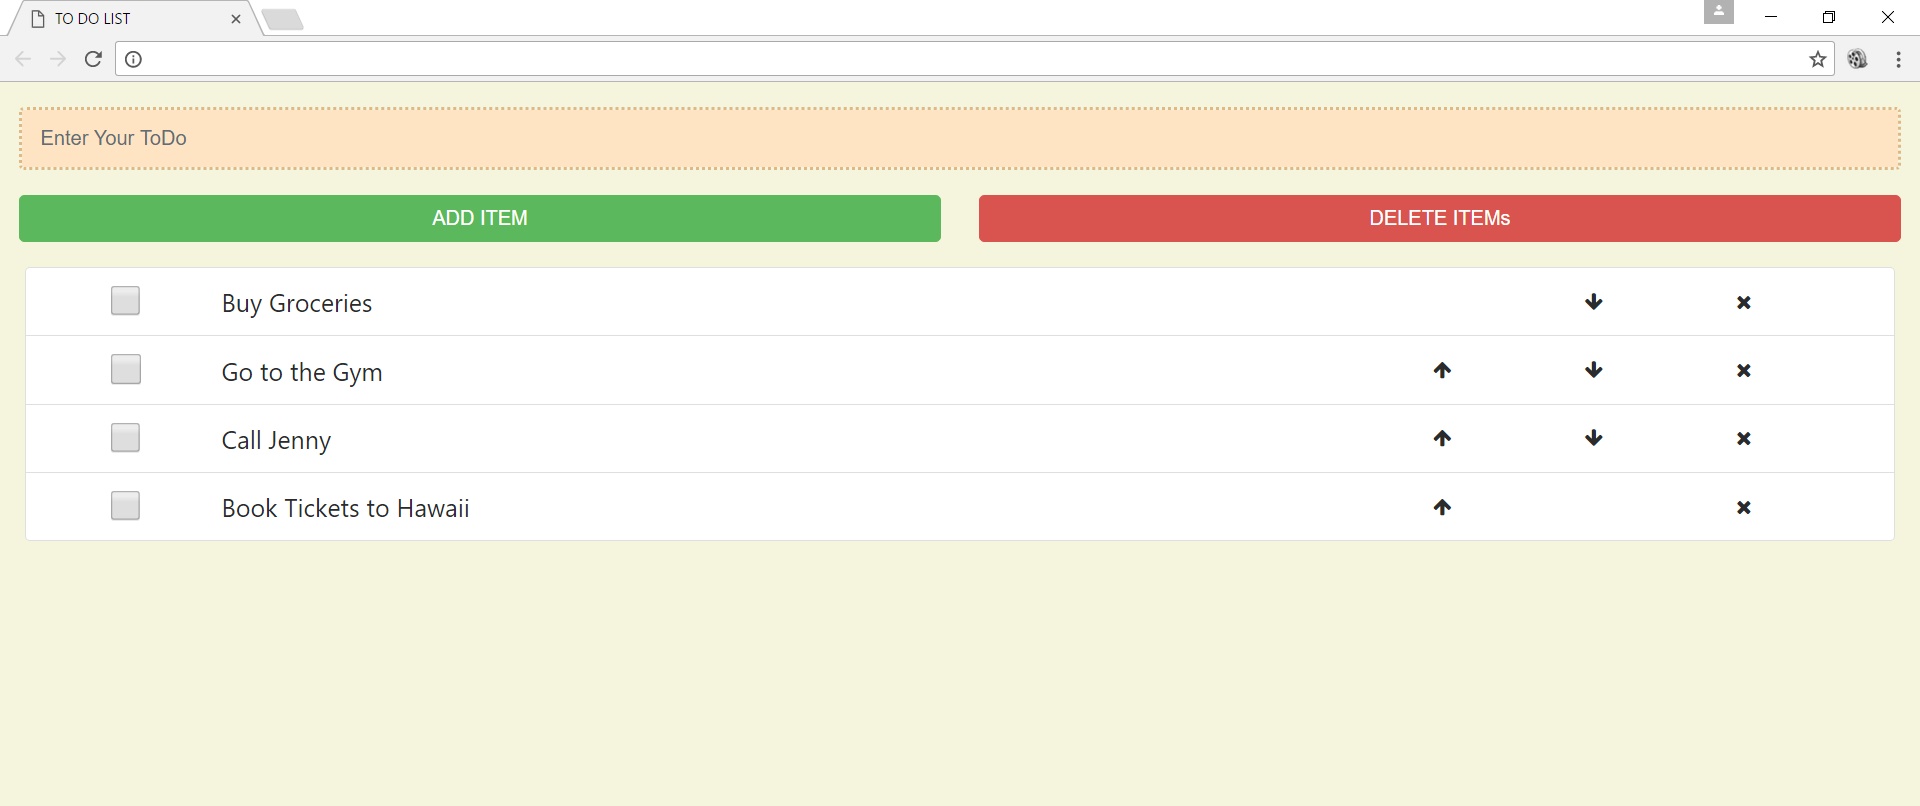 TO DO LIST
Enter Your ToDo
ADD ITEM
DELETE ITEMs
Buy Groceries
Go to the Gym
Call Jenny
Book Tickets to Hawaii